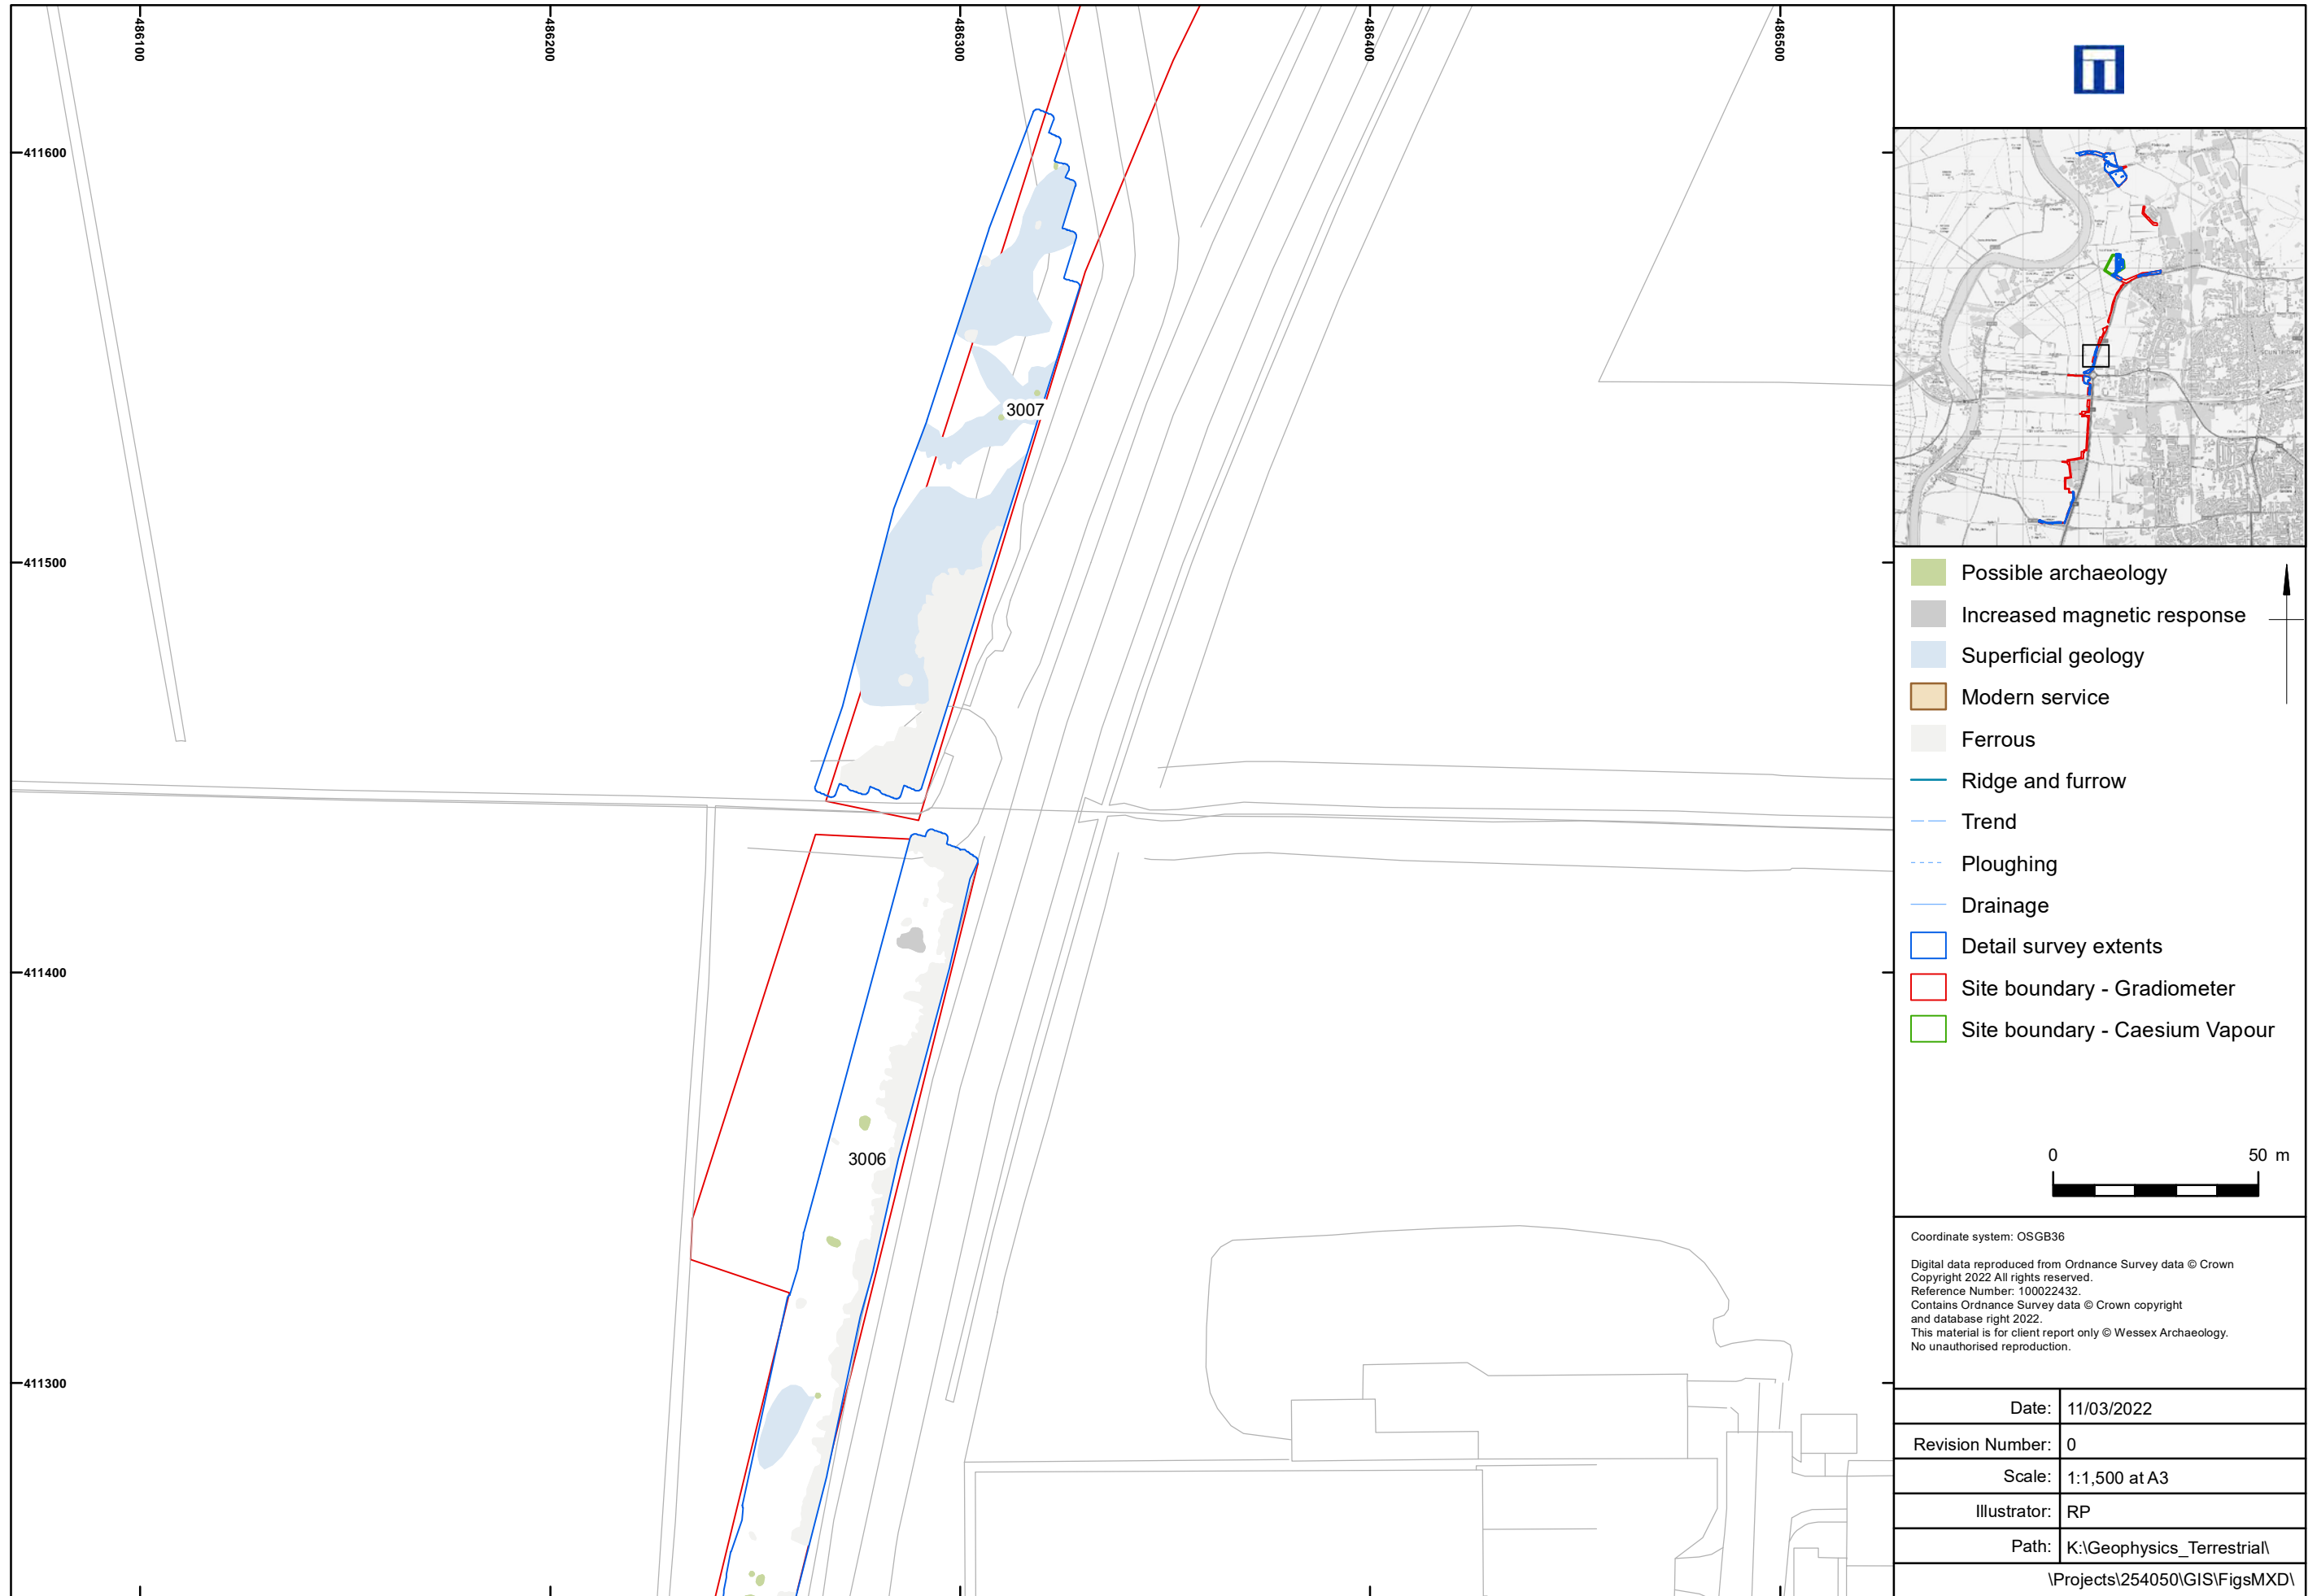 486100
486200
486300
486400
486500
411600
411500
411400
411300
3007
3006
Possible archaeology
Increased magnetic response
Superficial geology
Modern service
Ferrous
Ridge and furrow
Trend
Ploughing
Drainage
Detail survey extents
Site boundary - Gradiometer
Site boundary - Caesium Vapour
0 50 m
Coordinate system: OSGB36
Digital data reproduced from Ordnance Survey data © Crown
Copyright 2022 All rights reserved.
Reference Number: 100022432.
Contains Ordnance Survey data © Crown copyright
and database right 2022.
This material is for client report only © Wessex Archaeology.
No unauthorised reproduction.
Date: 11/03/2022
Revision Number: 0
Scale: 1:1,500 at A3
Illustrator: RP
Path: K:\Geophysics_Terrestrial\
\Projects\254050\GIS\FigsMXD\